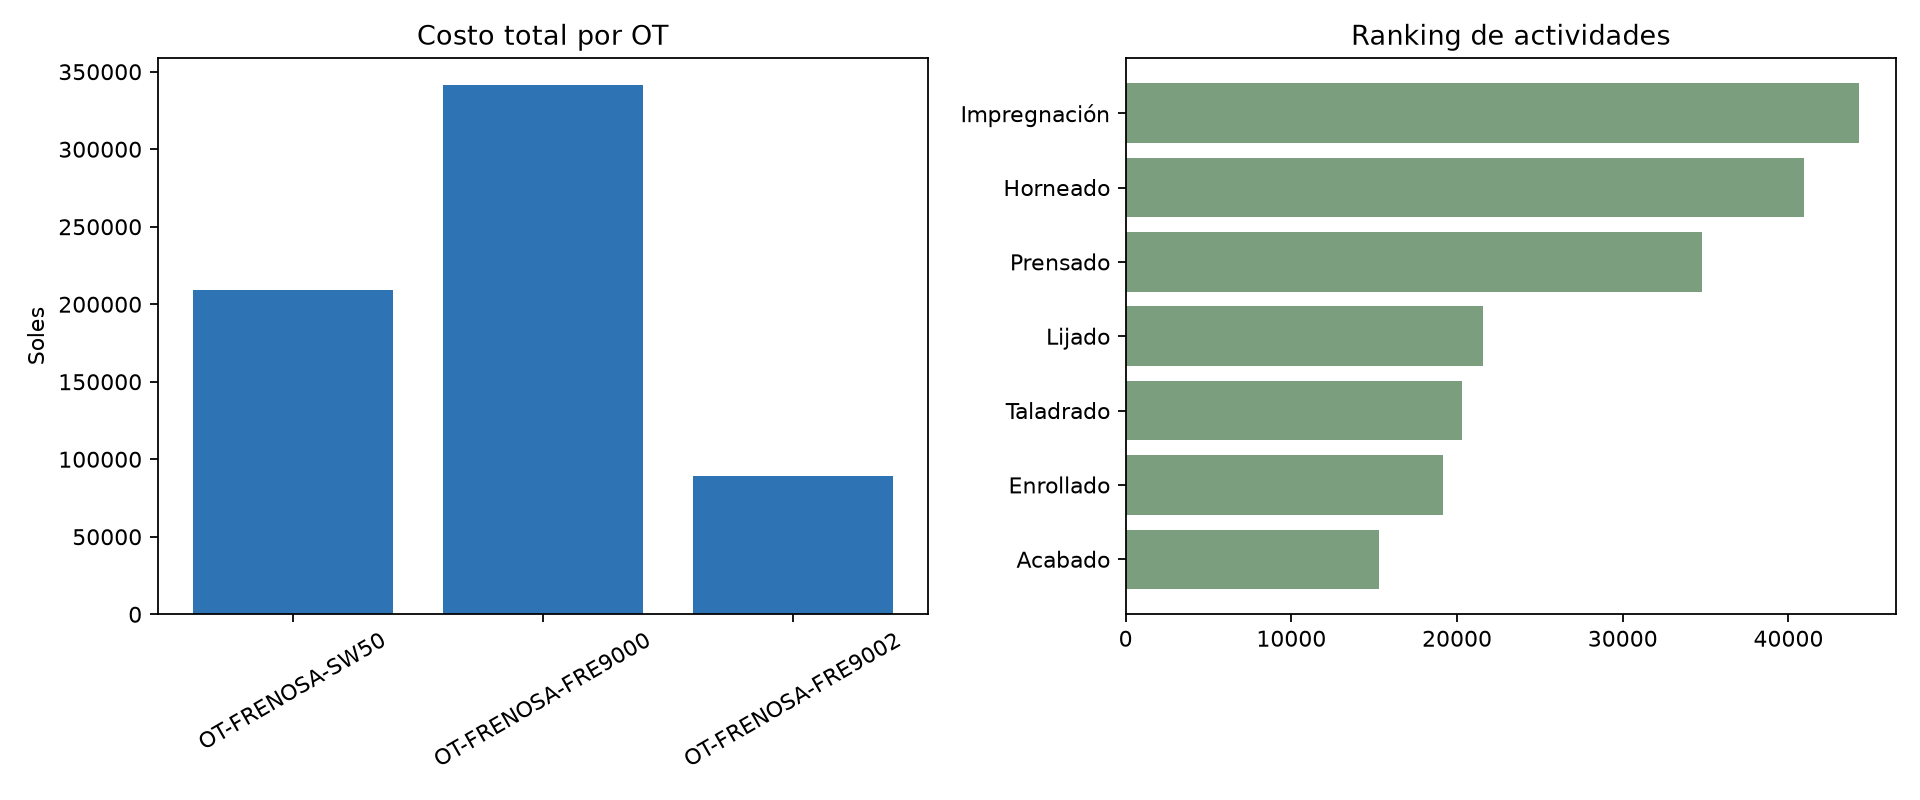 Costo total por OT
Soles
350000
300000
250000
200000
150000
100000
50000
0
OT-FRENOSA-SW50
OT-FRENOSA-FRE9000
OT-FRENOSA-FRE9002
Ranking de actividades
Impregnación
Horneado
Prensado
Lijado
Taladrado
Enrollado
Acabado
0 10000 20000 30000 40000